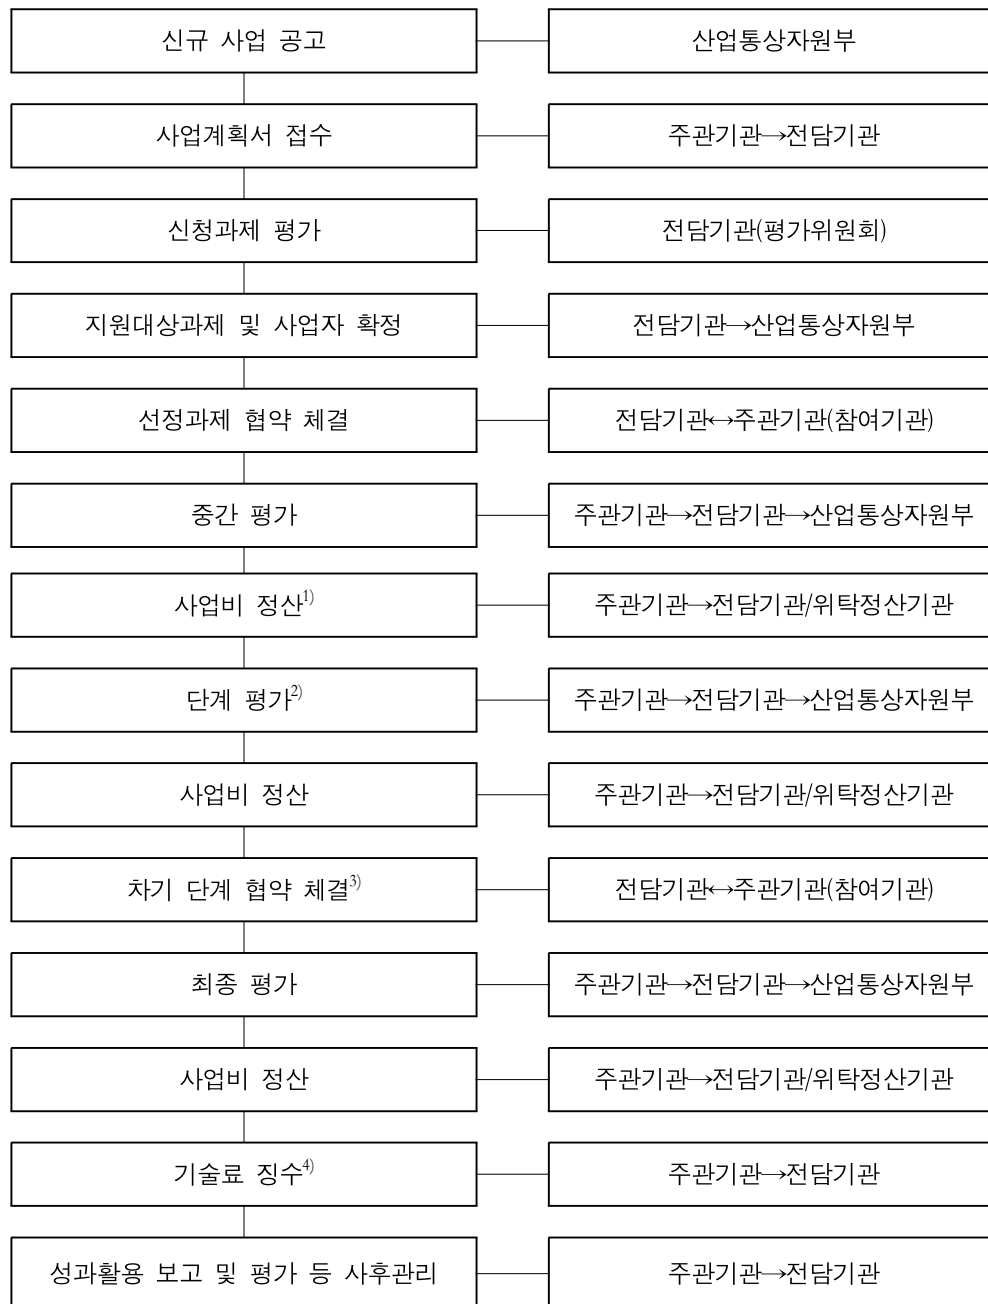 신규 사업 공고
산업통상자원부
사업계획서 접수
주관기관→전담기관
신청과제 평가
전담기관(평가위원회)
지원대상과제 및 사업자 확정
전담기관→산업통상자원부
선정과제 협약 체결
전담기관↔주관기관(참여기관)
중간 평가
주관기관→전담기관→산업통상자원부
사업비 정산1)
주관기관→전담기관/위탁정산기관
단계 평가2)
주관기관→전담기관→산업통상자원부
사업비 정산
주관기관→전담기관/위탁정산기관
차기 단계 협약 체결3)
전담기관↔주관기관(참여기관)
최종 평가
주관기관→전담기관→산업통상자원부
사업비 정산
주관기관→전담기관/위탁정산기관
기술료 징수4)
주관기관→전담기관
성과활용 보고 및 평가 등 사후관리
주관기관→전담기관